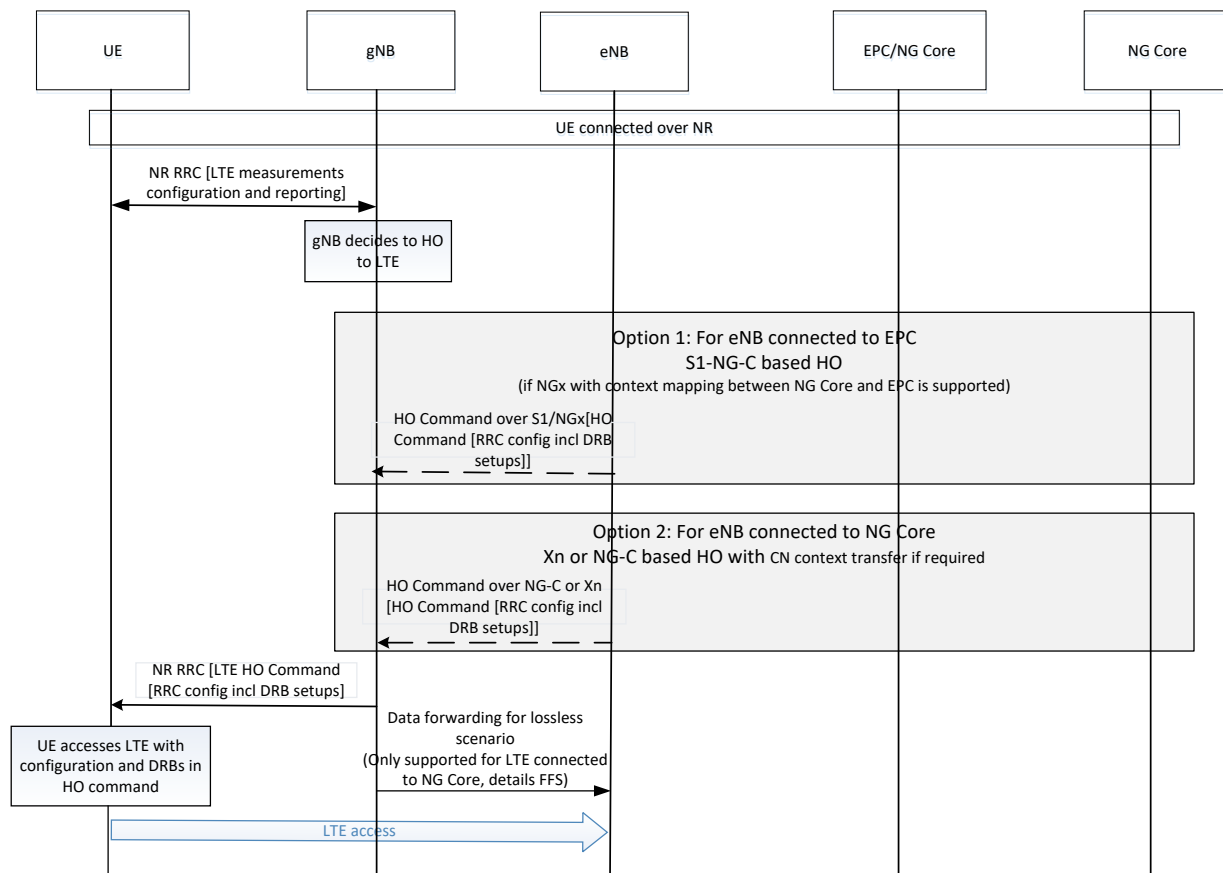 UE
gNB
eNB
EPC/NG Core
NG Core
UE connected over NR
NR RRC [LTE measurements
configuration and reporting]
gNB decides to HO
to LTE
Option 1: For eNB connected to EPC
S1-NG-C based HO
(if NGx with context mapping between NG Core and EPC is supported)
HO Command over S1/NGx[HO
Command [RRC config incl DRB
setups]]
Option 2: For eNB connected to NG Core
Xn or NG-C based HO with CN context transfer if required
HO Command over NG-C or Xn
[HO Command [RRC config incl
DRB setups]]
NR RRC [LTE HO Command
[RRC config incl DRB setups]
Data forwarding for lossless
scenario
(Only supported for LTE connected
to NG Core, details FFS)
UE accesses LTE with
configuration and DRBs in
HO command
LTE access